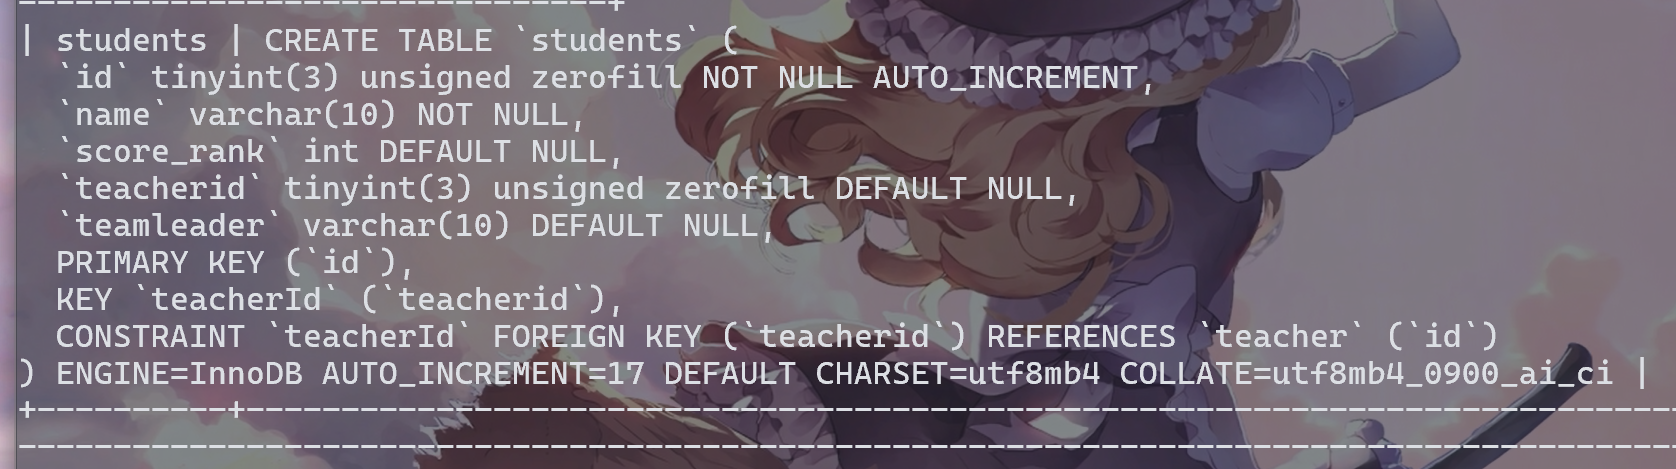 -------------------------------+
| students | CREATE TABLE `students` (
  `id` tinyint(3) unsigned zerofill NOT NULL AUTO_INCREMENT,
  `name` varchar(10) NOT NULL,
  `score_rank` int DEFAULT NULL,
  `teacherid` tinyint(3) unsigned zerofill DEFAULT NULL,
  `teamleader` varchar(10) DEFAULT NULL,
  PRIMARY KEY (`id`),
  KEY `teacherId` (`teacherid`),
  CONSTRAINT `teacherId` FOREIGN KEY (`teacherid`) REFERENCES `teacher` (`id`)
) ENGINE=InnoDB AUTO_INCREMENT=17 DEFAULT CHARSET=utf8mb4 COLLATE=utf8mb4_0900_ai_ci |
+----------+----------------------------------------------------------------------------
----------------------------------------------------------------------------------------